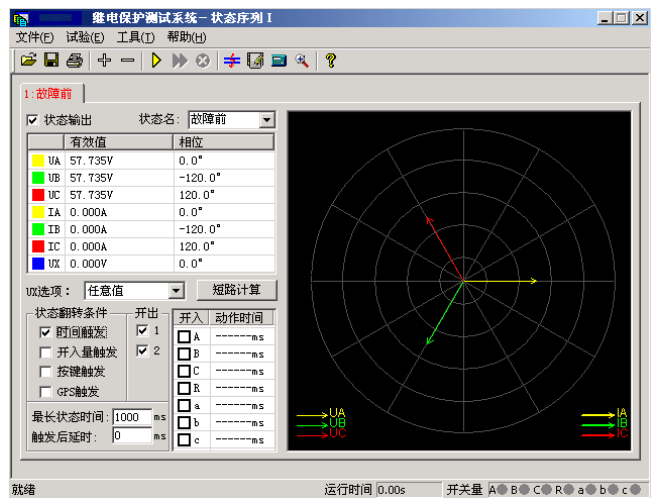 继电保护测试系统－状态序列 I
文件(F) 试验(E) 工具(T) 帮助(H)
1:故障前
状态输出 状态名: 故障前
有效值 相位
UA 57.735V 0.0°
UB 57.735V -120.0°
UC 57.735V 120.0°
IA 0.000A 0.0°
IB 0.000A -120.0°
IC 0.000A 120.0°
UX 0.000V 0.0°
UX选项: 任意值 短路计算
状态翻转条件 开出 开入 动作时间
时间触发 1 A ------ms
开入量触发 2 B ------ms
按键触发 C ------ms
GPS触发 R ------ms
a ------ms
最长状态时间: 1000 ms b ------ms
触发后延时: 0 ms c ------ms
UA IA
UB IB
UC IC
就绪 运行时间 0.00s 开关量 A B C R a b c